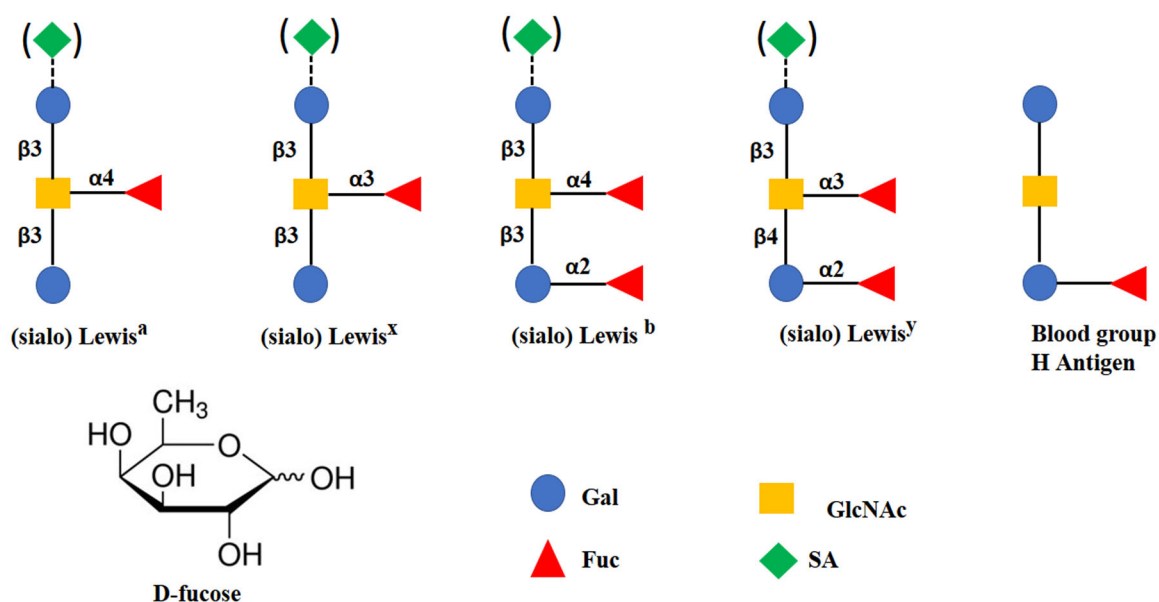 ( ) ( ) ( ) ( )
β3 β3 β3 β3
α4 α3 α4 α3
β3 β3 β3 β4
α2 α2
(sialo) Lewisᵃ (sialo) Lewisˣ (sialo) Lewis ᵇ (sialo) Lewisʸ Blood group
H Antigen
CH₃
HO O
OH OH
OH
D-fucose
Gal GlcNAc
Fuc SA